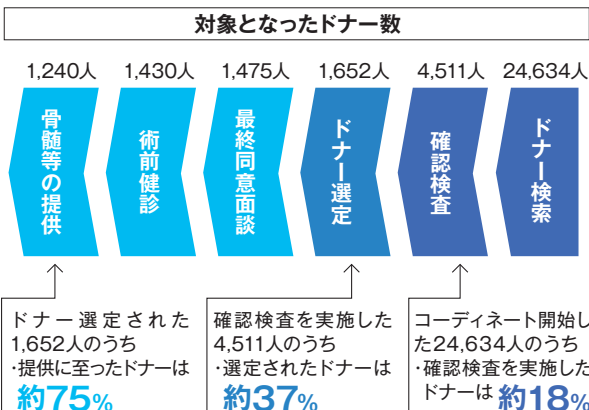 対象となったドナー数
1,240人 1,430人 1,475人 1,652人 4,511人 24,634人
骨髄等の提供
術前健診
最終同意面談
ドナー選定
確認検査
ドナー検索
ドナー選定された
1,652人のうち
・提供に至ったドナーは
約75%
確認検査を実施した
4,511人のうち
・選定されたドナーは
約37%
コーディネート開始し
た24,634人のうち
・確認検査を実施した
ドナーは 約18%